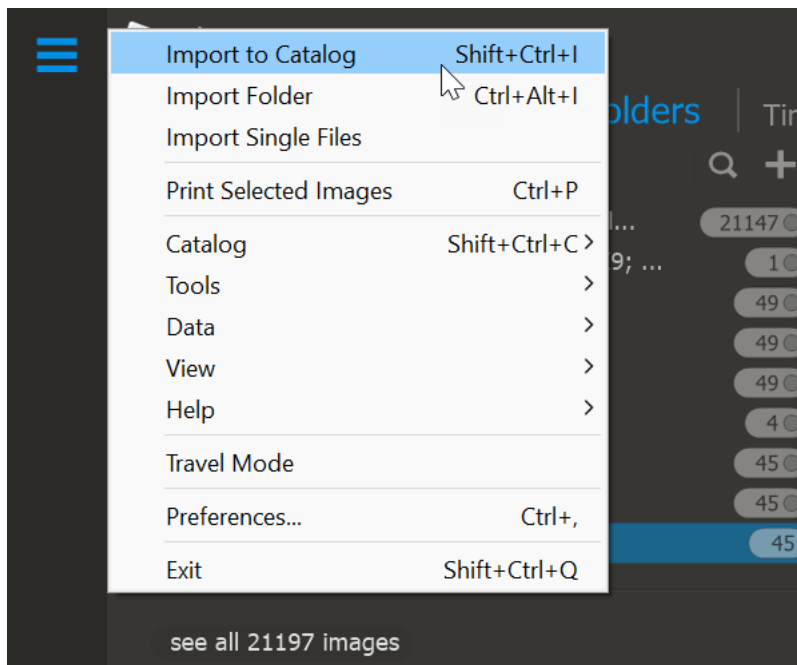 Import to Catalog Shift+Ctrl+I
Import Folder Ctrl+Alt+I
Import Single Files
Print Selected Images Ctrl+P
Catalog Shift+Ctrl+C
Tools
Data
View
Help
Travel Mode
Preferences... Ctrl+,
Exit Shift+Ctrl+Q
21147
9; ... 1
49
49
49
4
45
45
45
see all 21197 images